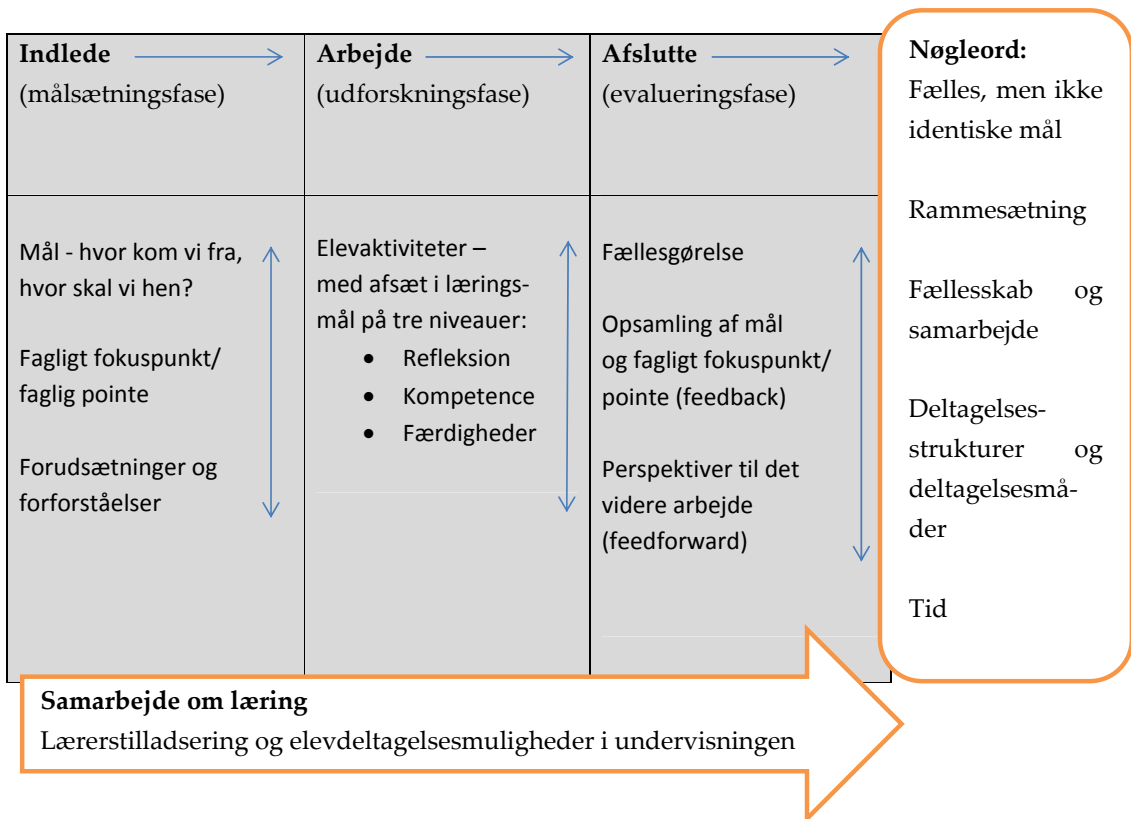 Indlede
(målsætningsfase)
Arbejde
(udforskningsfase)
Afslutte
(evalueringsfase)
Mål - hvor kom vi fra,
hvor skal vi hen?
Fagligt fokuspunkt/
faglig pointe
Forudsætninger og
forforståelser
Elevaktiviteter –
med afsæt i lærings-
mål på tre niveauer:
• Refleksion
• Kompetence
• Færdigheder
Fællesgørelse
Opsamling af mål
og fagligt fokuspunkt/
pointe (feedback)
Perspektiver til det
videre arbejde
(feedforward)
Nøgleord:
Fælles, men ikke
identiske mål
Rammesætning
Fællesskab og
samarbejde
Deltagelses-
strukturer og
deltagelsesmå-
der
Tid
Samarbejde om læring
Lærerstilladsering og elevdeltagelsesmuligheder i undervisningen